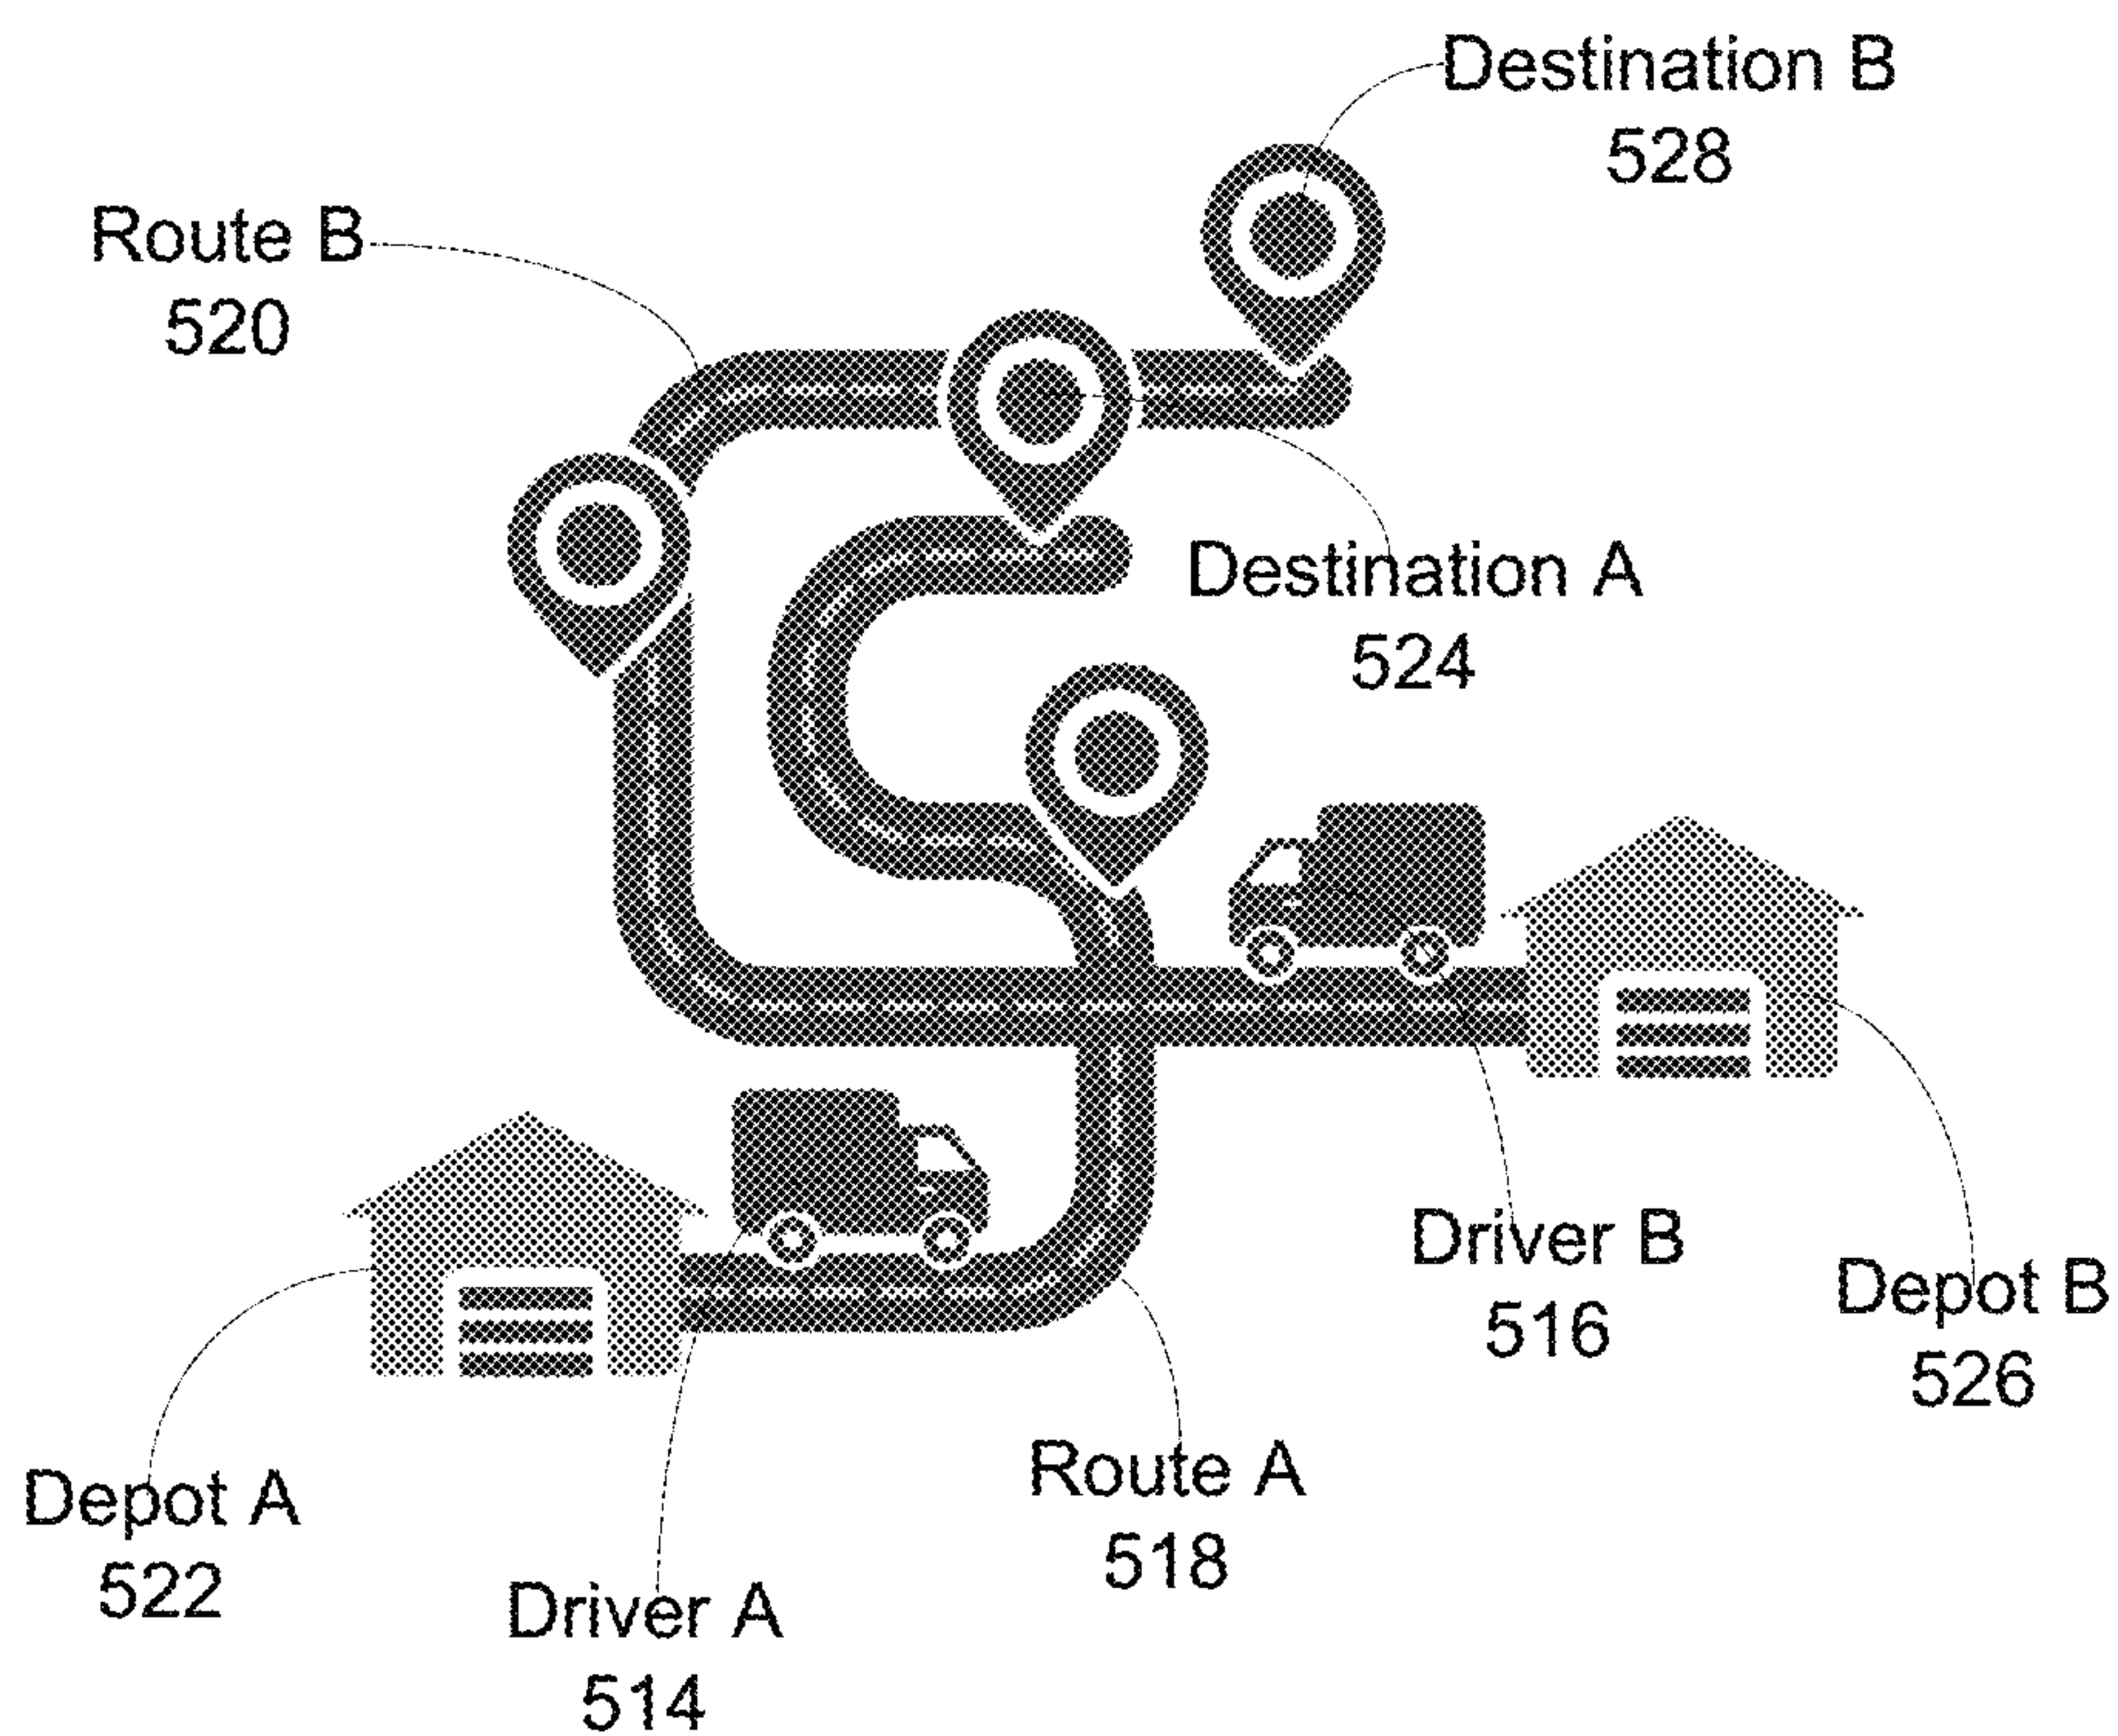 Destination B
528
Route B
520
Destination A
524
Driver B
516
Depot B
526
Route A
518
Depot A
522
Driver A
514